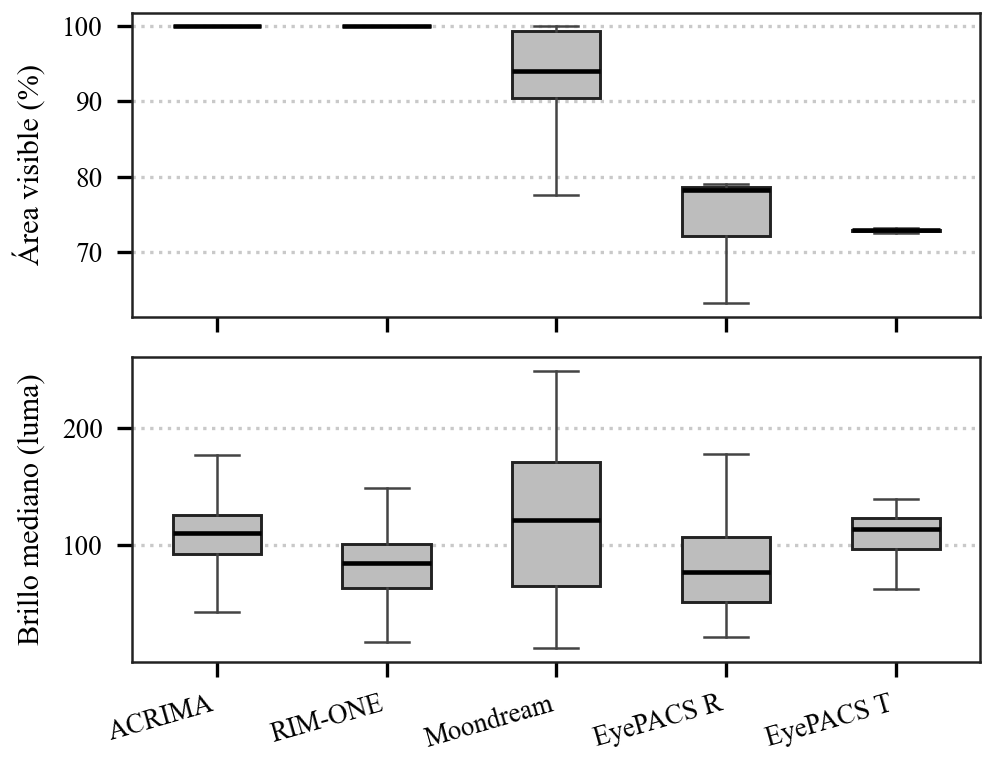 Área visible (%)
100
90
80
70
Brillo mediano (luma)
200
100
ACRIMA
RIM-ONE
Moondream
EyePACS R
EyePACS T